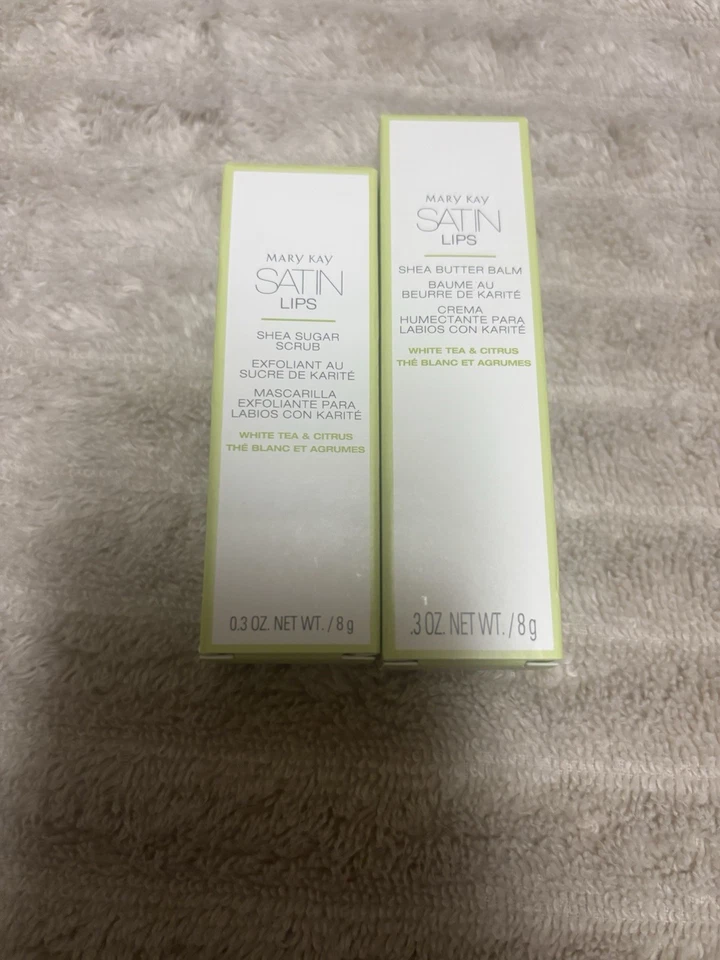 MARY KAY
SATIN
LIPS
SHEA SUGAR
SCRUB
EXFOLIANT AU
SUCRE DE KARITÉ
MASCARILLA
EXFOLIANTE PARA
LABIOS CON KARITÉ
WHITE TEA & CITRUS
THÉ BLANC ET AGRUMES
0.3 OZ. NET WT. / 8 g
MARY KAY
SATIN
LIPS
SHEA BUTTER BALM
BAUME AU
BEURRE DE KARITÉ
CREMA
HUMECTANTE PARA
LABIOS CON KARITÉ
WHITE TEA & CITRUS
THÉ BLANC ET AGRUMES
.3 OZ. NET WT. / 8 g